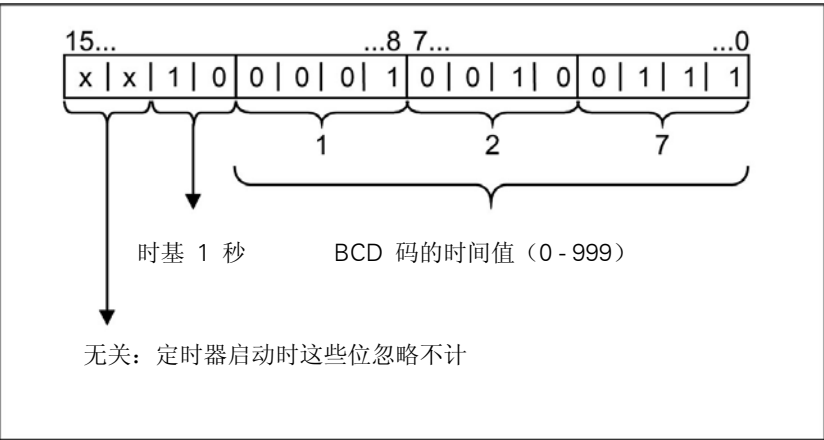 15... ...8 7... ...0
x | x | 1 | 0 | 0 | 0 | 0 | 1 | 0 | 0 | 1 | 0 | 0 | 1 | 1 | 1
1 2 7
时基 1 秒 BCD 码的时间值（0 - 999）
无关：定时器启动时这些位忽略不计